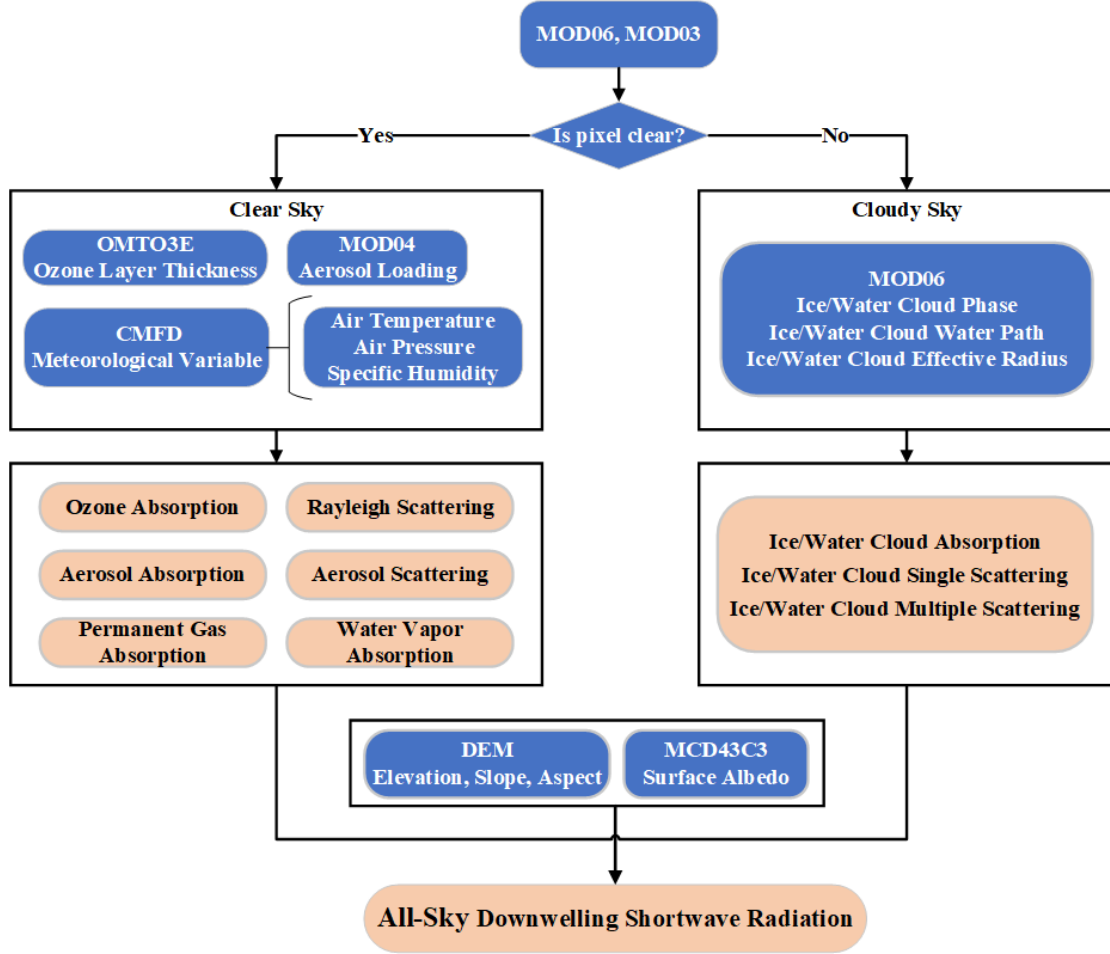 MOD06, MOD03
Is pixel clear?
Yes
No
Clear Sky
OMTO3E
Ozone Layer Thickness
MOD04
Aerosol Loading
CMFD
Meteorological Variable
Air Temperature
Air Pressure
Specific Humidity
Cloudy Sky
MOD06
Ice/Water Cloud Phase
Ice/Water Cloud Water Path
Ice/Water Cloud Effective Radius
Ozone Absorption
Rayleigh Scattering
Aerosol Absorption
Aerosol Scattering
Permanent Gas
Absorption
Water Vapor
Absorption
Ice/Water Cloud Absorption
Ice/Water Cloud Single Scattering
Ice/Water Cloud Multiple Scattering
DEM
Elevation, Slope, Aspect
MCD43C3
Surface Albedo
All-Sky Downwelling Shortwave Radiation